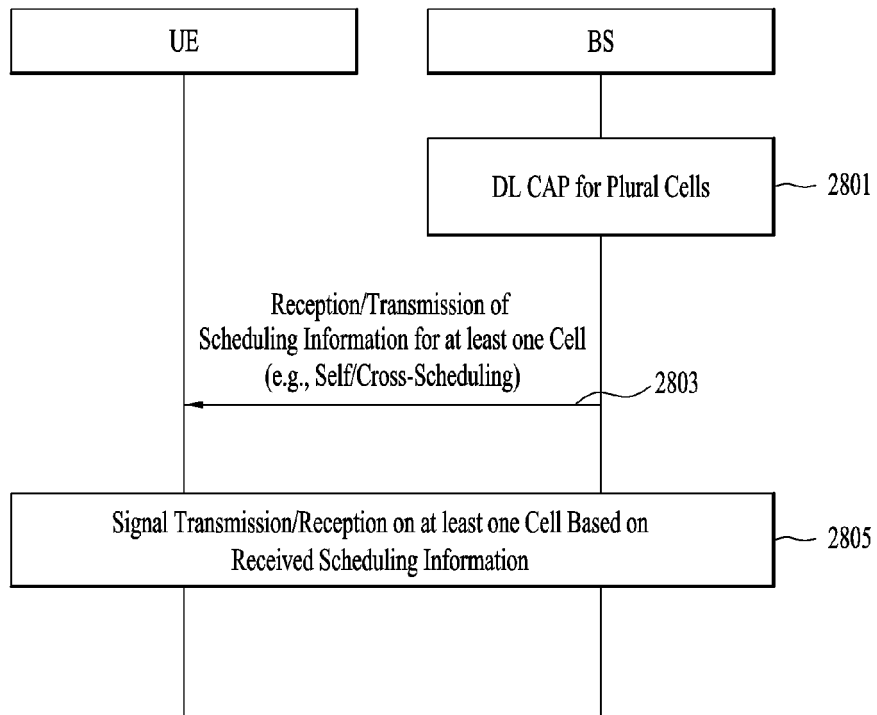 UE
BS
DL CAP for Plural Cells
2801
Reception/Transmission of
Scheduling Information for at least one Cell
(e.g., Self/Cross-Scheduling)
2803
Signal Transmission/Reception on at least one Cell Based on
Received Scheduling Information
2805